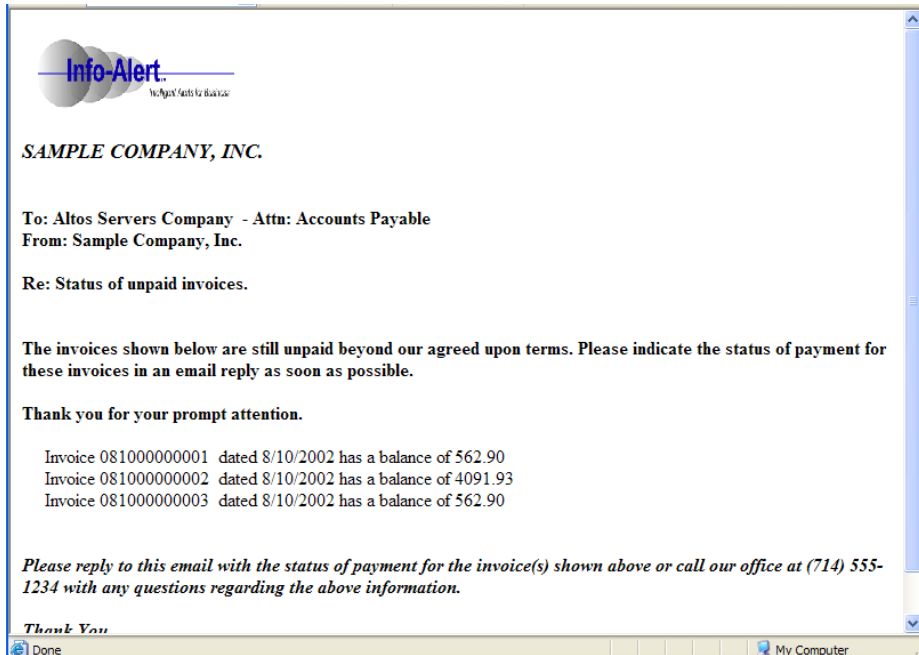 Info-Alert
Intelligent Alerts for Business
SAMPLE COMPANY, INC.
To: Altos Servers Company - Attn: Accounts Payable
From: Sample Company, Inc.
Re: Status of unpaid invoices.
The invoices shown below are still unpaid beyond our agreed upon terms. Please indicate the status of payment for
these invoices in an email reply as soon as possible.
Thank you for your prompt attention.
Invoice 081000000001 dated 8/10/2002 has a balance of 562.90
Invoice 081000000002 dated 8/10/2002 has a balance of 4091.93
Invoice 081000000003 dated 8/10/2002 has a balance of 562.90
Please reply to this email with the status of payment for the invoice(s) shown above or call our office at (714) 555-
1234 with any questions regarding the above information.
Thank You
Done
My Computer